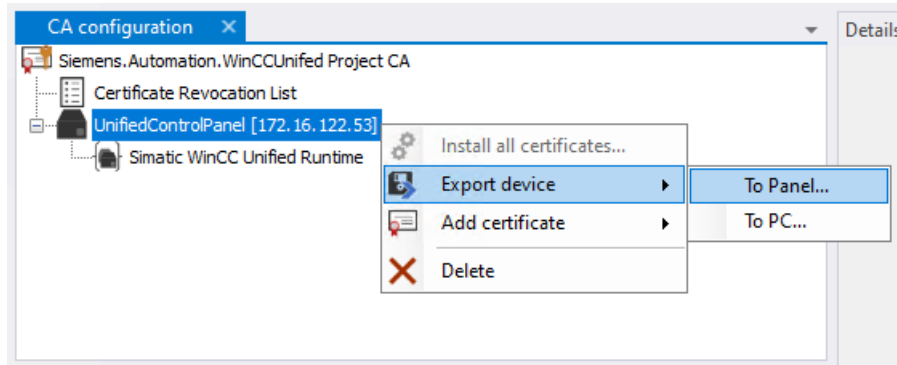 CA configuration ×
Details
Siemens.Automation.WinCCUnifed Project CA
Certificate Revocation List
UnifiedControlPanel [172.16.122.53]
Simatic WinCC Unified Runtime
Install all certificates...
Export device
To Panel...
Add certificate
To PC...
Delete